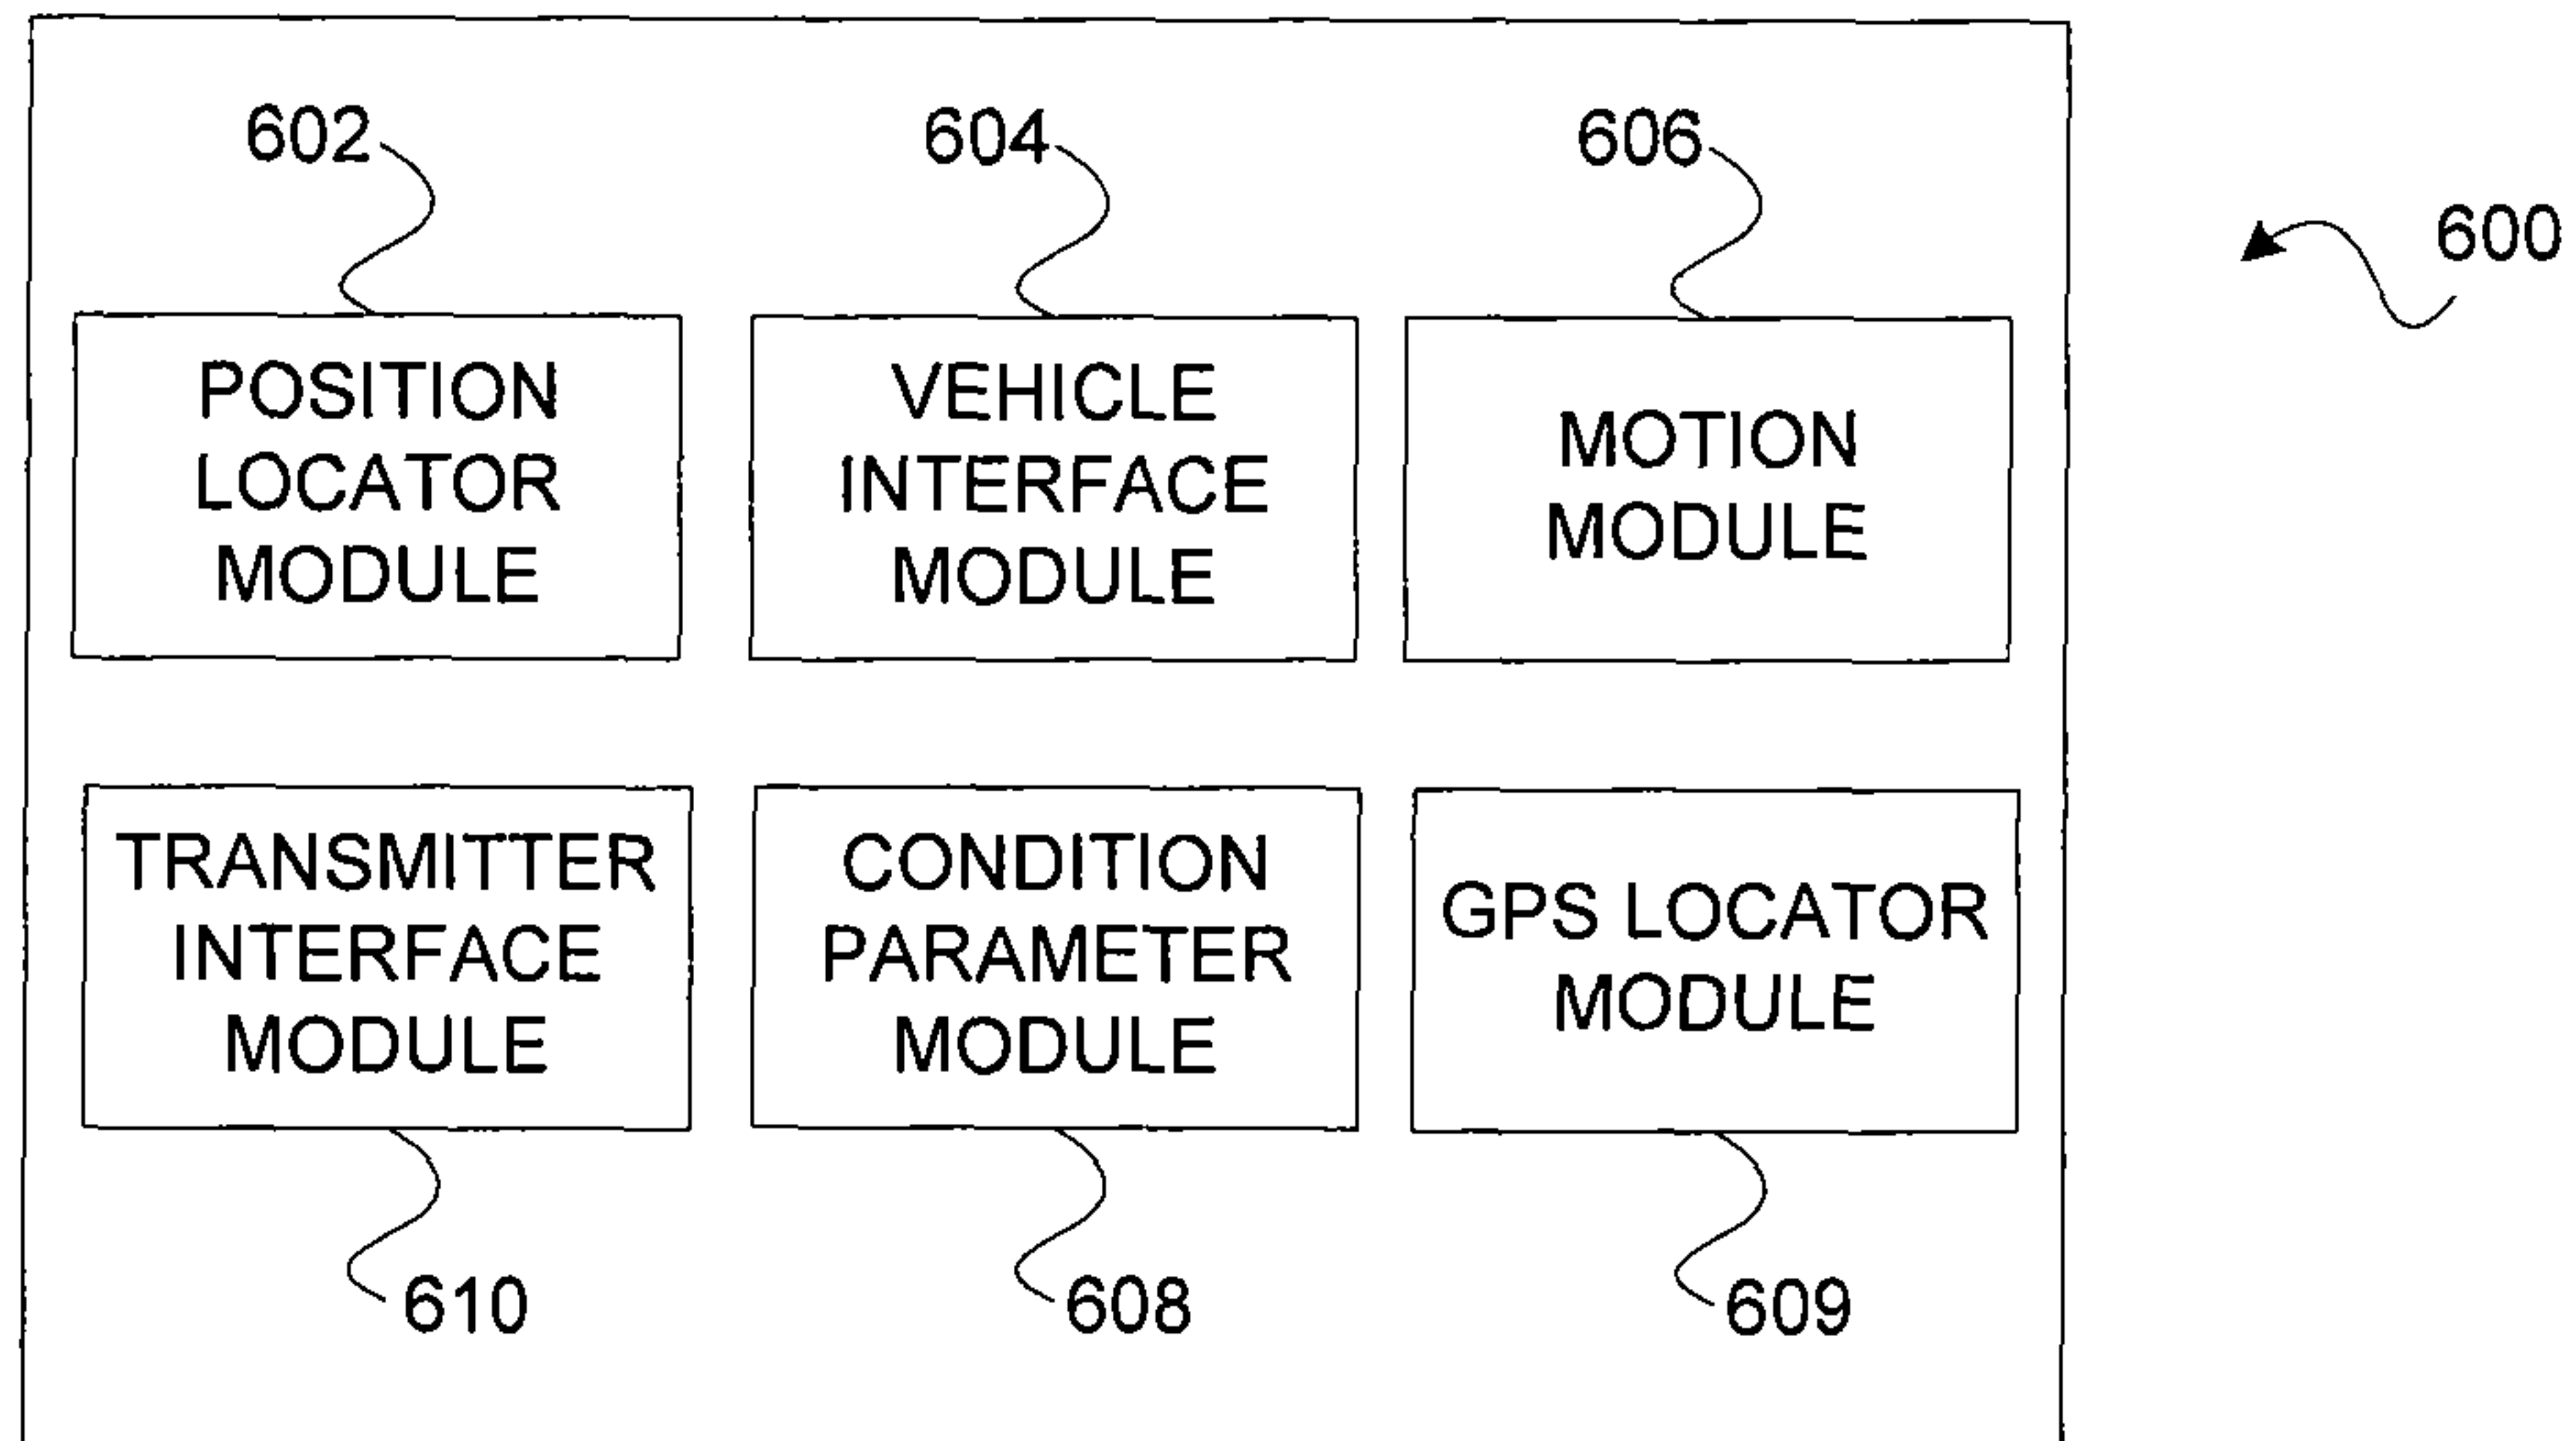 602
604
606
600
POSITION
LOCATOR
MODULE
VEHICLE
INTERFACE
MODULE
MOTION
MODULE
TRANSMITTER
INTERFACE
MODULE
CONDITION
PARAMETER
MODULE
GPS LOCATOR
MODULE
610
608
609